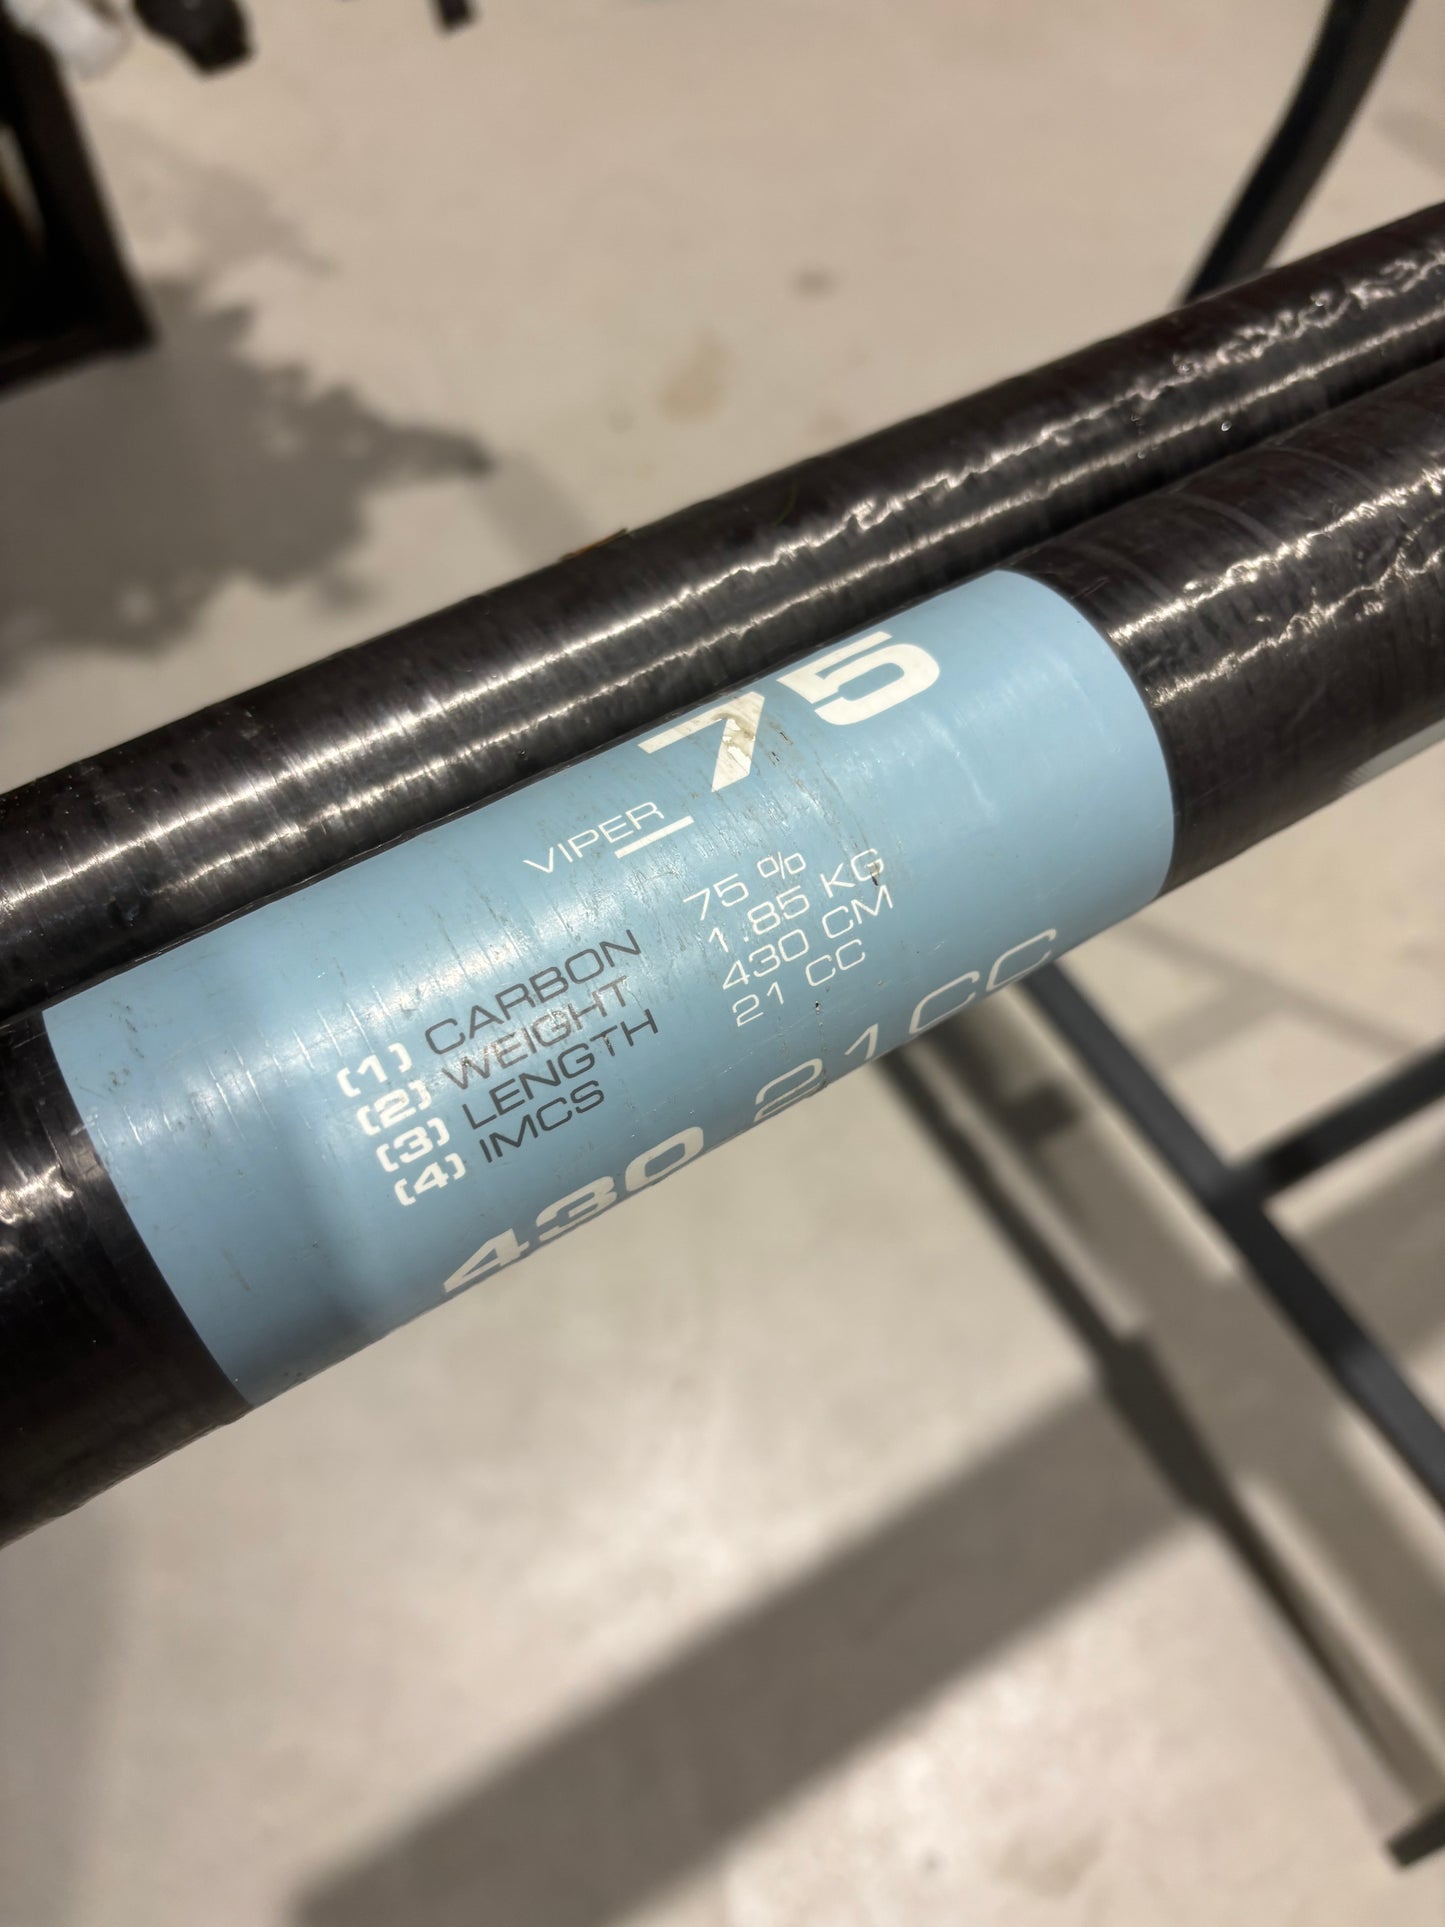 VIPER 75
(1) CARBON 75 %
(2) WEIGHT 1.85 KG
(3) LENGTH 430 CM
(4) IMCS 21 CC
430 21CC